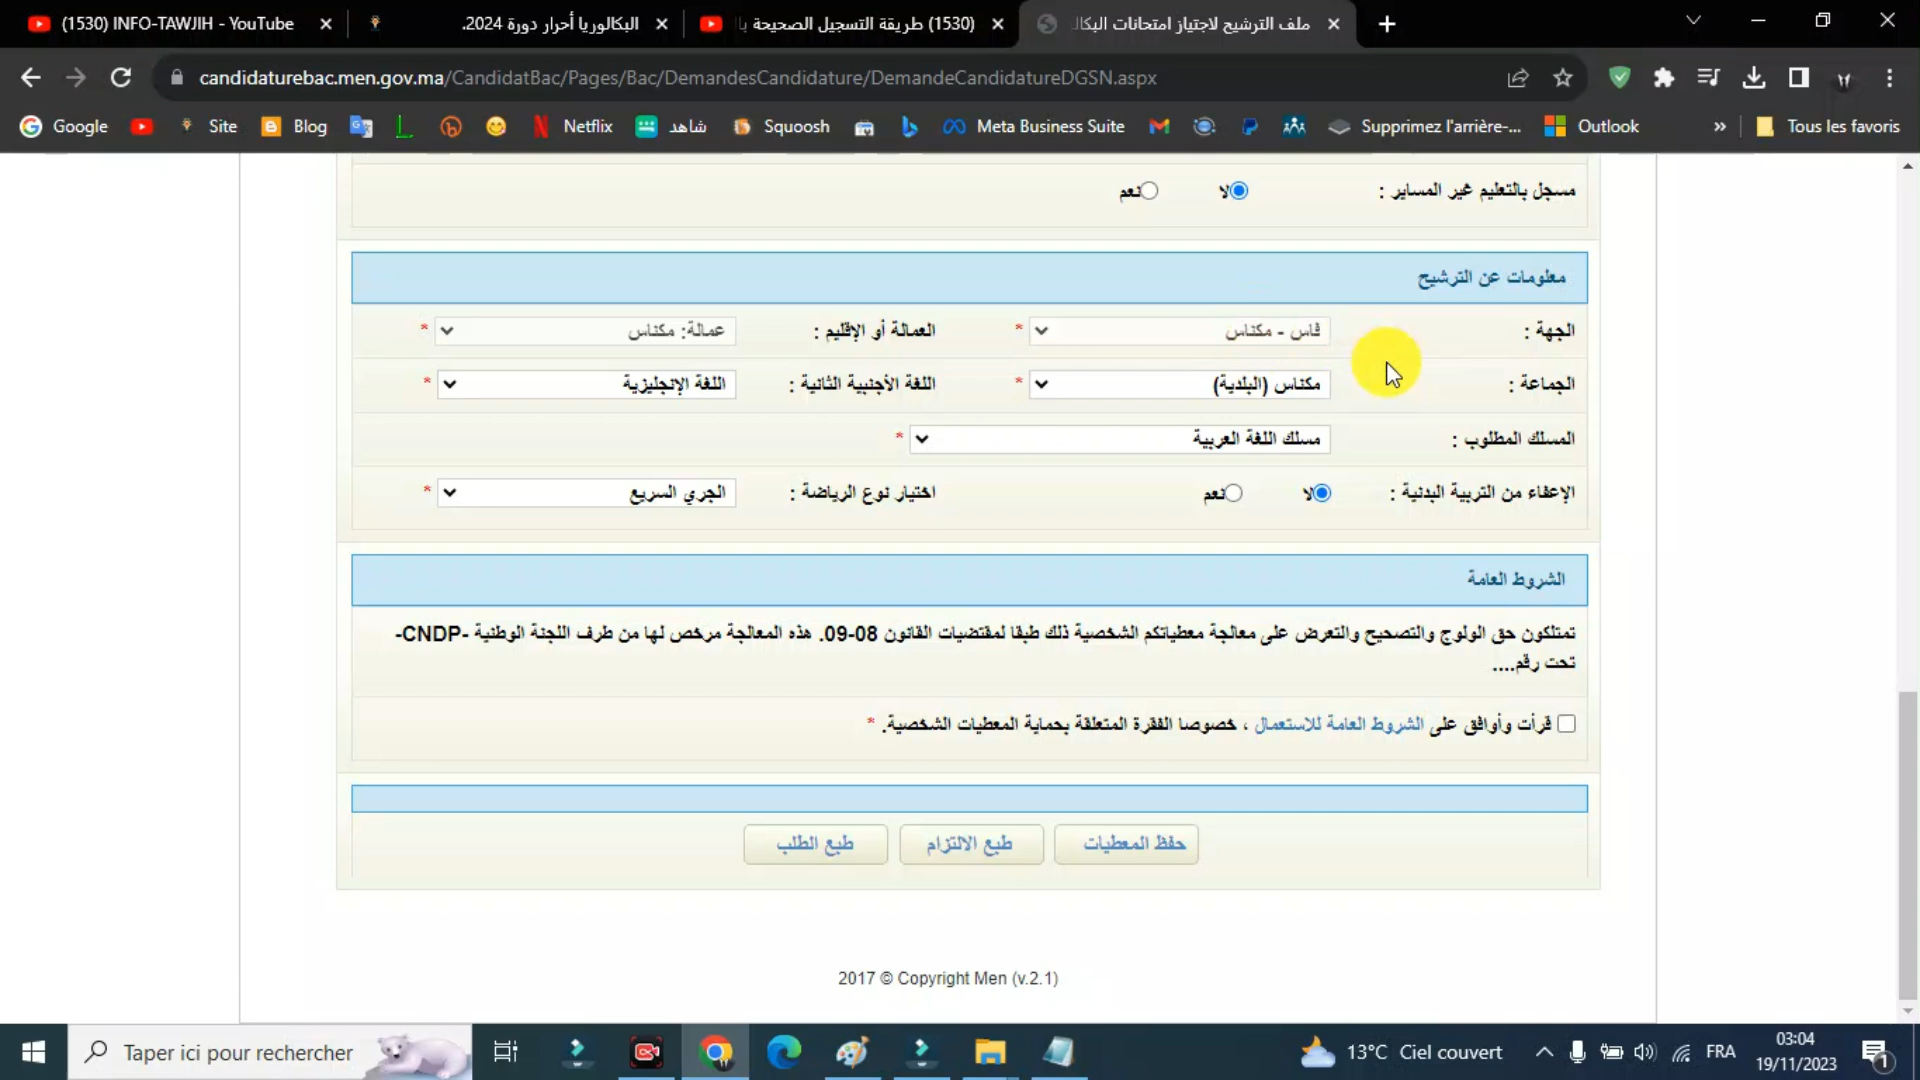 (1530) INFO-TAWJIH - YouTube
البكالوريا أحرار دورة 2024.
(1530) طريقة التسجيل الصحيحة با
ملف الترشيح لاجتياز امتحانات البكال
candidaturebac.men.gov.ma/CandidatBac/Pages/Bac/DemandesCandidature/DemandeCandidatureDGSN.aspx
Google Site Blog Netflix شاهد Squoosh Meta Business Suite Supprimez l'arrière-... Outlook » Tous les favoris
مسجل بالتعليم غير المساير : لا نعم
معلومات عن الترشيح
الجهة : فاس - مكناس * العمالة أو الإقليم : عمالة: مكناس *
الجماعة : مكناس (البلدية) * اللغة الأجنبية الثانية : اللغة الإنجليزية *
المسلك المطلوب : مسلك اللغة العربية *
الإعفاء من التربية البدنية : لا نعم اختيار نوع الرياضة : الجري السريع *
الشروط العامة
تمتلكون حق الولوج والتصحيح والتعرض على معالجة معطياتكم الشخصية ذلك طبقا لمقتضيات القانون 08-09. هذه المعالجة مرخص لها من طرف اللجنة الوطنية -CNDP-
تحت رقم....
قرأت وأوافق على الشروط العامة للاستعمال ، خصوصا الفقرة المتعلقة بحماية المعطيات الشخصية. *
حفظ المعطيات طبع الالتزام طبع الطلب
2017 © Copyright Men (v.2.1)
Taper ici pour rechercher
13°C Ciel couvert
FRA
03:04
19/11/2023
1